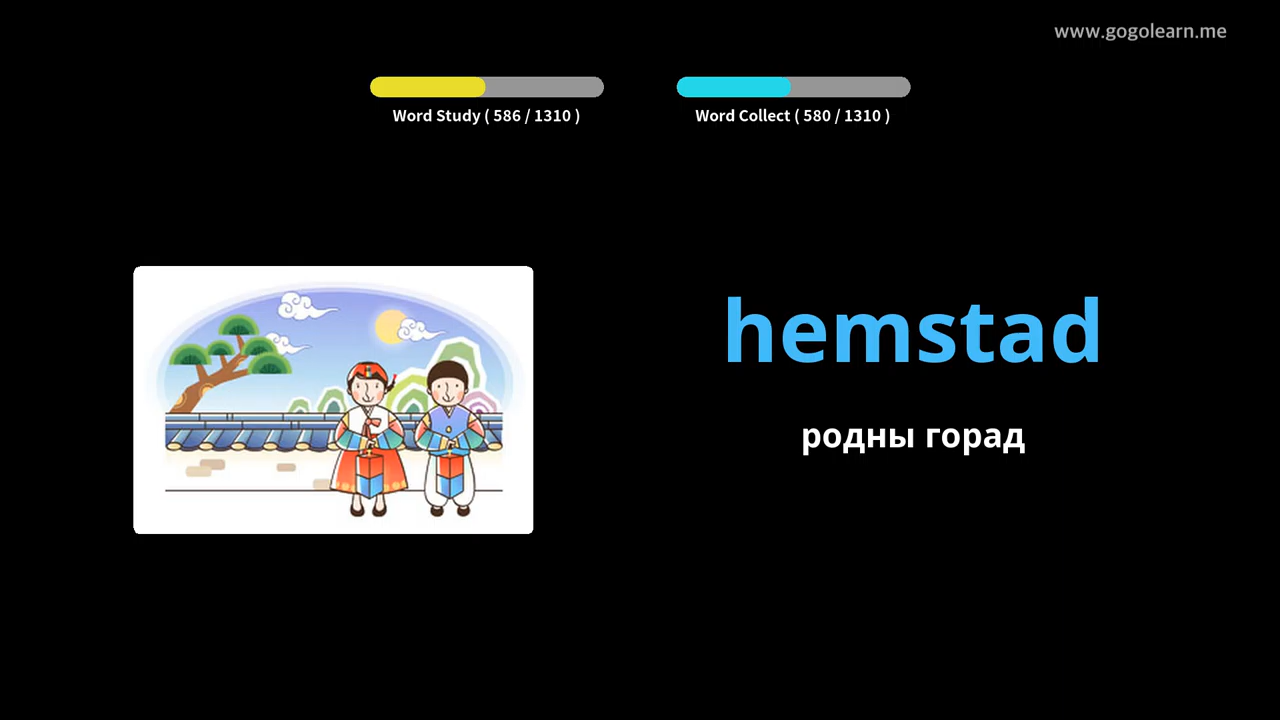 www.gogolearn.me
Word Study ( 586 / 1310 )
Word Collect ( 580 / 1310 )
hemstad
родны горад